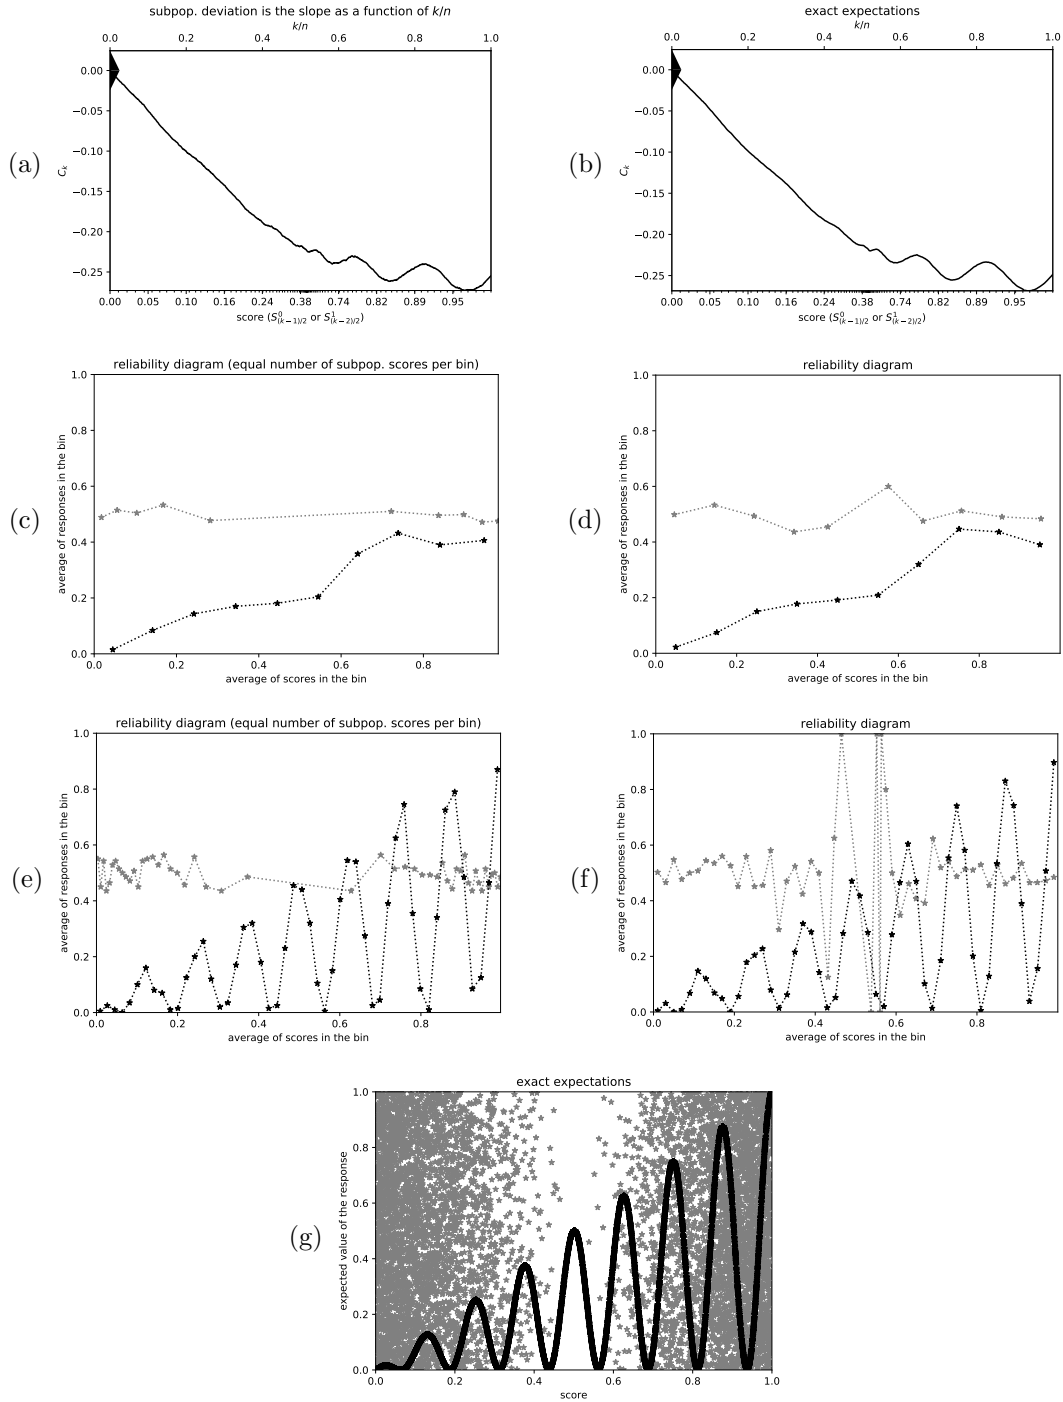 subpop. deviation is the slope as a function of k/n
k/n
0.0 0.2 0.4 0.6 0.8 1.0
(a)
C_k
0.00
−0.05
−0.10
−0.15
−0.20
−0.25
0.00 0.05 0.10 0.16 0.24 0.38 0.74 0.82 0.89 0.95
score (S^0_{(k−1)/2} or S^1_{(k−2)/2})
exact expectations
k/n
0.0 0.2 0.4 0.6 0.8 1.0
(b)
C_k
0.00
−0.05
−0.10
−0.15
−0.20
−0.25
0.00 0.05 0.10 0.16 0.24 0.38 0.74 0.82 0.89 0.95
score (S^0_{(k−1)/2} or S^1_{(k−2)/2})
reliability diagram (equal number of subpop. scores per bin)
(c)
average of responses in the bin
1.0
0.8
0.6
0.4
0.2
0.0
0.0 0.2 0.4 0.6 0.8
average of scores in the bin
reliability diagram
(d)
average of responses in the bin
1.0
0.8
0.6
0.4
0.2
0.0
0.0 0.2 0.4 0.6 0.8
average of scores in the bin
reliability diagram (equal number of subpop. scores per bin)
(e)
average of responses in the bin
1.0
0.8
0.6
0.4
0.2
0.0
0.0 0.2 0.4 0.6 0.8
average of scores in the bin
reliability diagram
(f)
average of responses in the bin
1.0
0.8
0.6
0.4
0.2
0.0
0.0 0.2 0.4 0.6 0.8
average of scores in the bin
exact expectations
(g)
expected value of the response
1.0
0.8
0.6
0.4
0.2
0.0
0.0 0.2 0.4 0.6 0.8 1.0
score